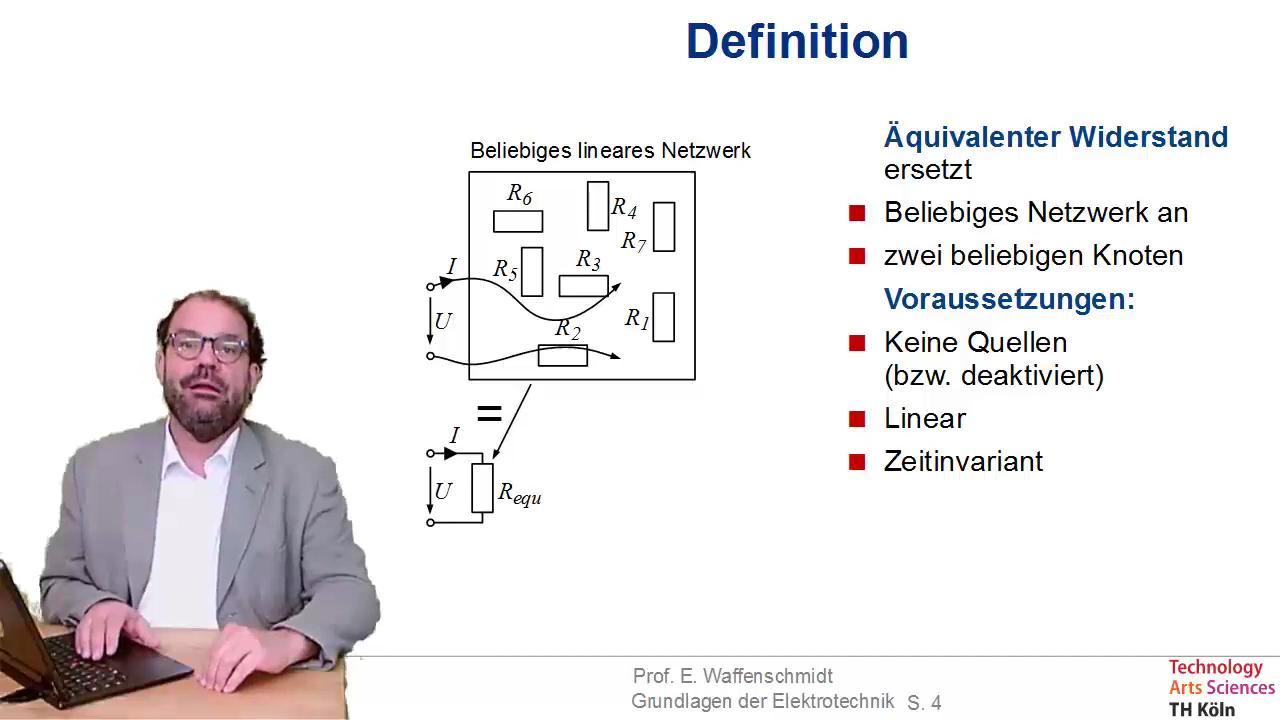 Definition
Beliebiges lineares Netzwerk
R6
R4
R7
R5
R3
I
U
R2
R1
=
I
U
Requ
Äquivalenter Widerstand
ersetzt
Beliebiges Netzwerk an
zwei beliebigen Knoten
Voraussetzungen:
Keine Quellen
(bzw. deaktiviert)
Linear
Zeitinvariant
Prof. E. Waffenschmidt
Grundlagen der Elektrotechnik S. 4
Technology
Arts Sciences
TH Köln